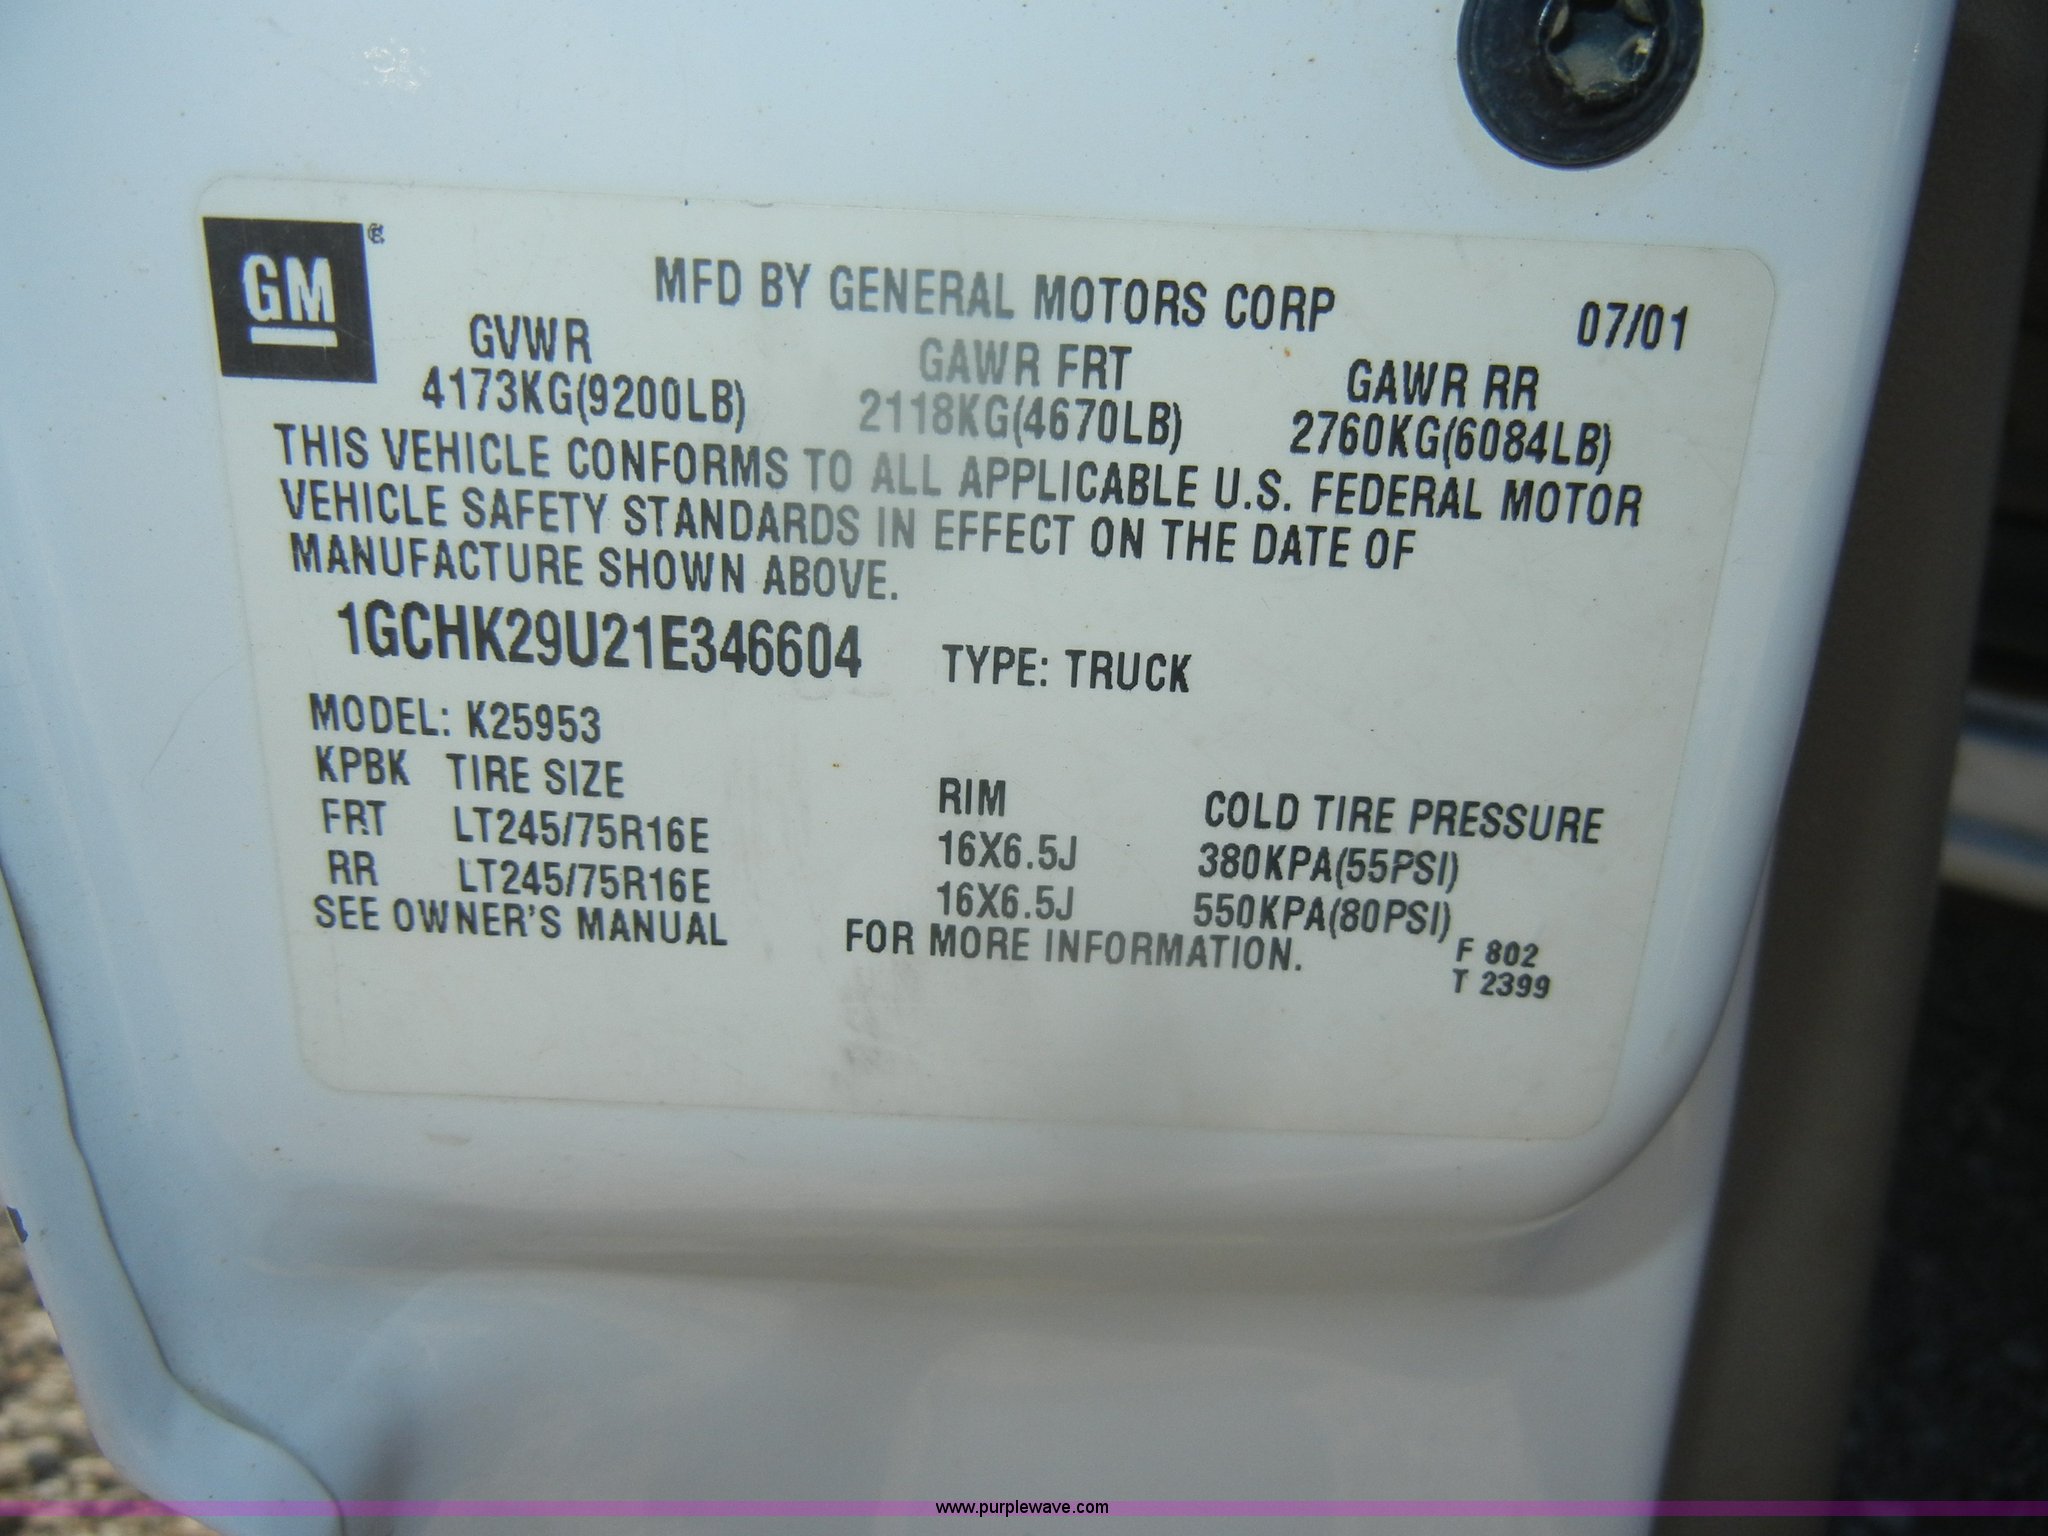 GM
MFD BY GENERAL MOTORS CORP 07/01
GVWR GAWR FRT GAWR RR
4173KG(9200LB) 2118KG(4670LB) 2760KG(6084LB)
THIS VEHICLE CONFORMS TO ALL APPLICABLE U.S. FEDERAL MOTOR
VEHICLE SAFETY STANDARDS IN EFFECT ON THE DATE OF
MANUFACTURE SHOWN ABOVE.
1GCHK29U21E346604 TYPE: TRUCK
MODEL: K25953
KPBK TIRE SIZE RIM COLD TIRE PRESSURE
FRT LT245/75R16E 16X6.5J 380KPA(55PSI)
RR LT245/75R16E 16X6.5J 550KPA(80PSI)
SEE OWNER'S MANUAL FOR MORE INFORMATION.
F 802
T 2399
www.purplewave.com